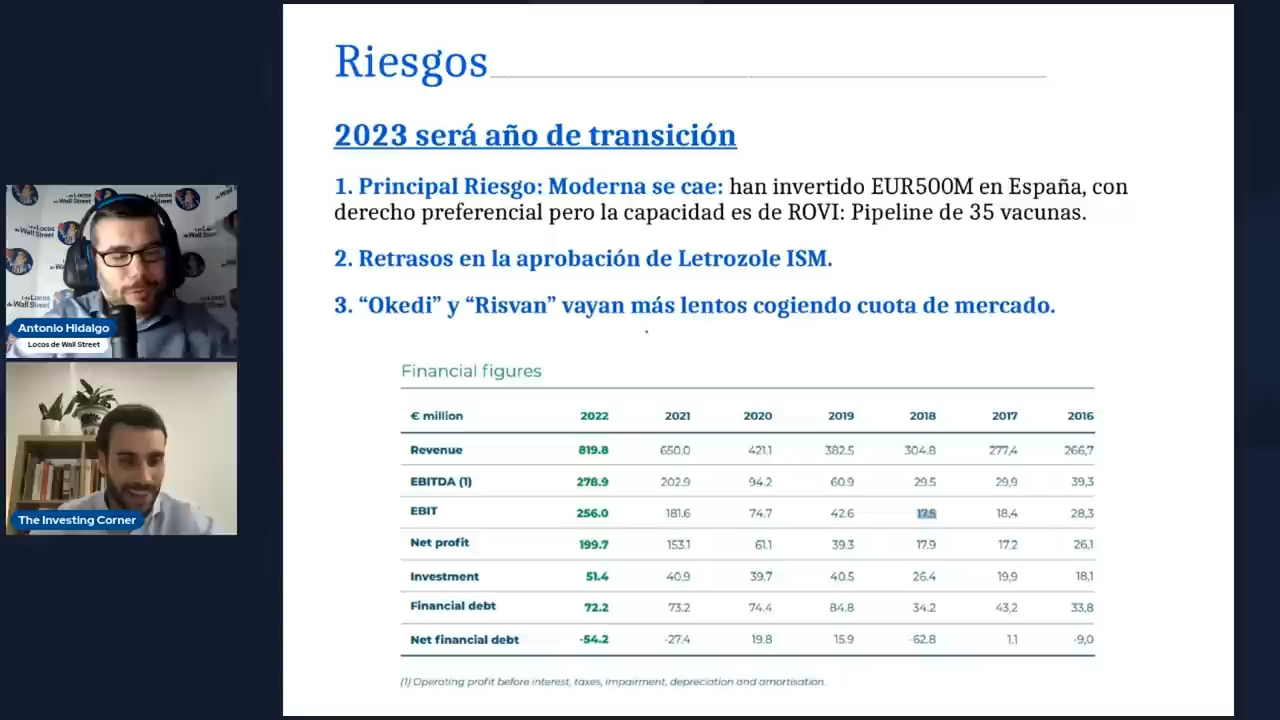 Riesgos
2023 será año de transición
1. Principal Riesgo: Moderna se cae: han invertido EUR500M en España, con
derecho preferencial pero la capacidad es de ROVI: Pipeline de 35 vacunas.
2. Retrasos en la aprobación de Letrozole ISM.
3. “Okedi” y “Risvan” vayan más lentos cogiendo cuota de mercado.
Financial figures
€ million 2022 2021 2020 2019 2018 2017 2016
Revenue 819.8 650.0 421.1 382.5 304.8 277,4 266,7
EBITDA (1) 278.9 202.9 94.2 60.9 29.5 29,9 39,3
EBIT 256.0 181.6 74.7 42.6 17.5 18,4 28,3
Net profit 199.7 153.1 61.1 39.3 17.9 17.2 26,1
Investment 51.4 40.9 39.7 40.5 26.4 19,9 18,1
Financial debt 72.2 73.2 74.4 84.8 34.2 43,2 33,8
Net financial debt -54.2 -27.4 19.8 15.9 -62.8 1.1 -9,0
(1) Operating profit before interest, taxes, impairment, depreciation and amortisation.
Los Locos
de Wall Street
Antonio Hidalgo
Locos de Wall Street
The Investing Corner